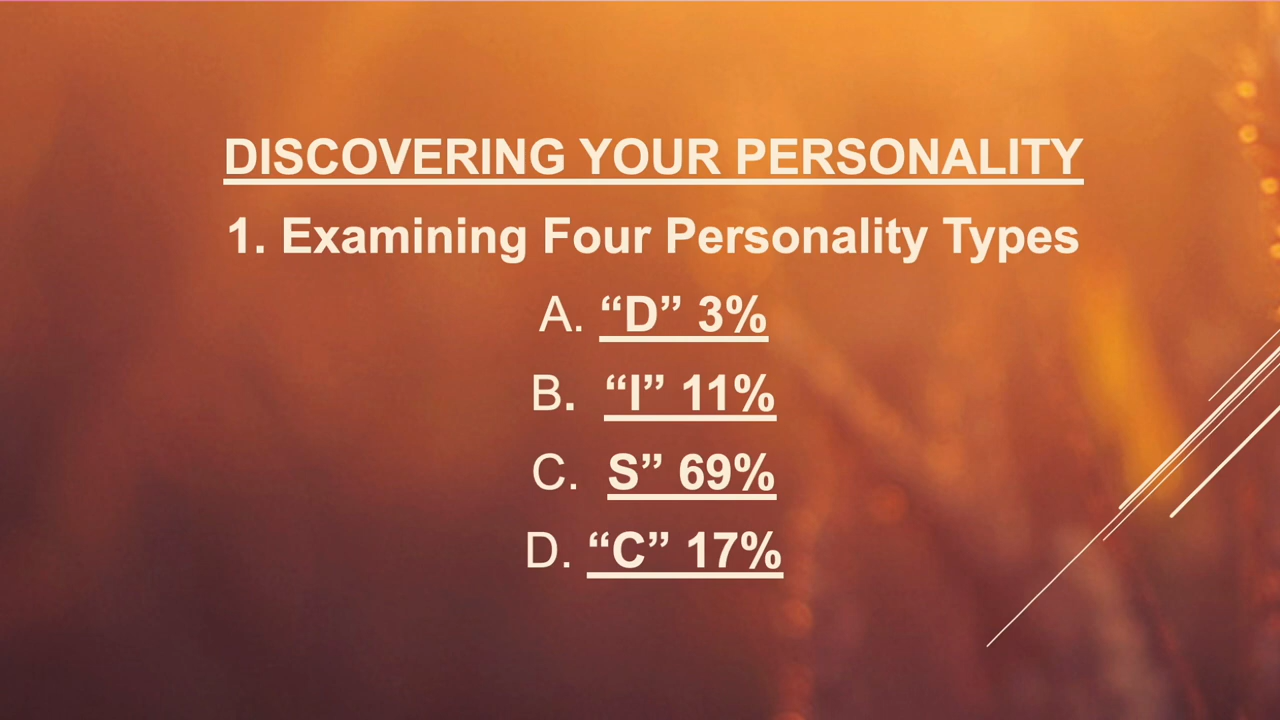 DISCOVERING YOUR PERSONALITY
1. Examining Four Personality Types
A. “D” 3%
B. “I” 11%
C. S” 69%
D. “C” 17%